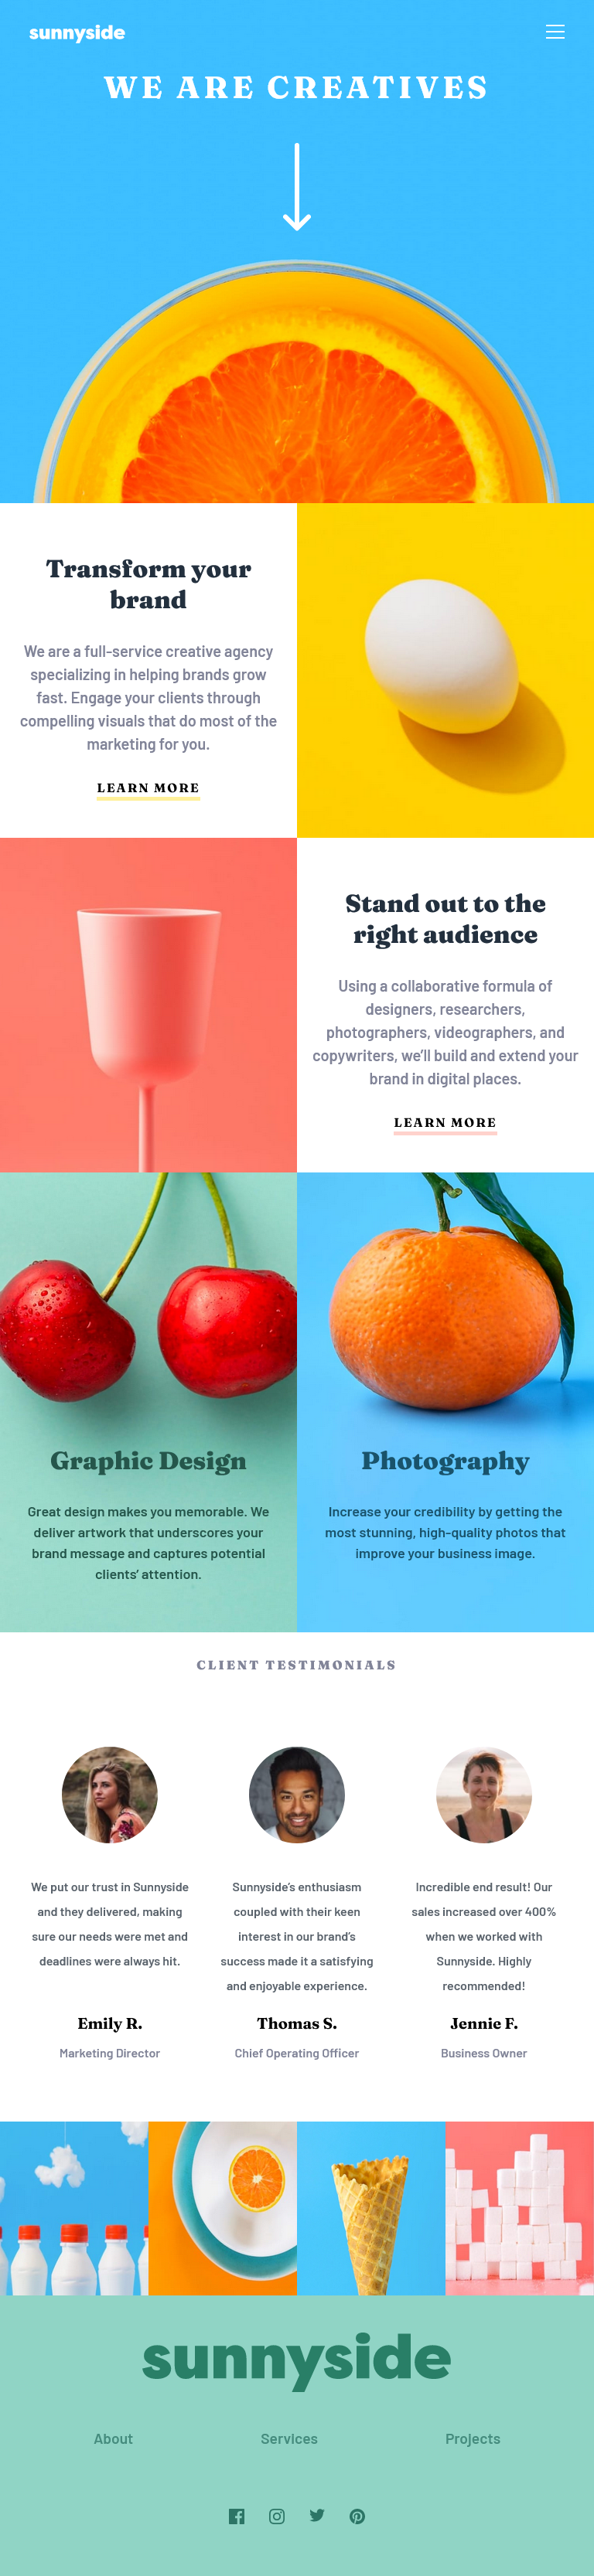 sunnyside
WE ARE CREATIVES
Transform your
brand
We are a full-service creative agency
specializing in helping brands grow
fast. Engage your clients through
compelling visuals that do most of the
marketing for you.
LEARN MORE
Stand out to the
right audience
Using a collaborative formula of
designers, researchers,
photographers, videographers, and
copywriters, we’ll build and extend your
brand in digital places.
LEARN MORE
Graphic Design
Great design makes you memorable. We
deliver artwork that underscores your
brand message and captures potential
clients’ attention.
Photography
Increase your credibility by getting the
most stunning, high-quality photos that
improve your business image.
CLIENT TESTIMONIALS
We put our trust in Sunnyside
and they delivered, making
sure our needs were met and
deadlines were always hit.
Emily R.
Marketing Director
Sunnyside’s enthusiasm
coupled with their keen
interest in our brand’s
success made it a satisfying
and enjoyable experience.
Thomas S.
Chief Operating Officer
Incredible end result! Our
sales increased over 400%
when we worked with
Sunnyside. Highly
recommended!
Jennie F.
Business Owner
sunnyside
About Services Projects